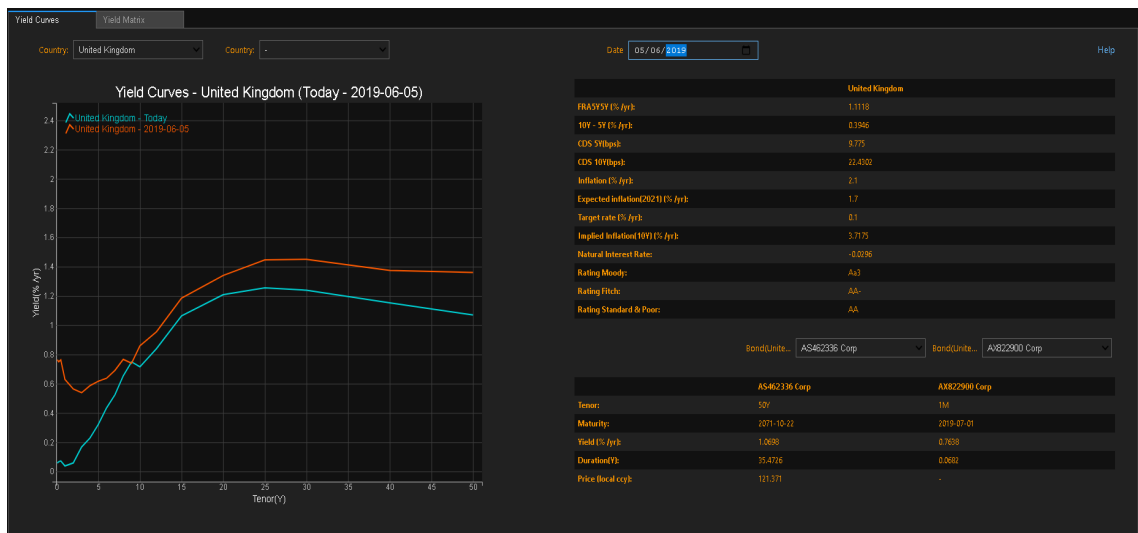 Yield Curves Yield Matrix
Country: United Kingdom Country: - Date 05/06/2019 Help
Yield Curves - United Kingdom (Today - 2019-06-05)
United Kingdom - Today
United Kingdom - 2019-06-05
2.4
2.2
2
1.8
1.6
1.4
1.2
1
0.8
0.6
0.4
0.2
0
Yield(% /yr)
0 5 10 15 20 25 30 35 40 45 50
Tenor(Y)
United Kingdom
FRA5Y5Y (% /yr): 1.1118
10Y - 5Y (% /yr): 0.3946
CDS 5Y(bps): 9.775
CDS 10Y(bps): 22.4302
Inflation (% /yr): 2.1
Expected inflation(2021) (% /yr): 1.7
Target rate (% /yr): 0.1
Implied Inflation(10Y) (% /yr): 3.7175
Natural Interest Rate: -0.0296
Rating Moody: Aa3
Rating Fitch: AA-
Rating Standard & Poor: AA
Bond(Unite... AS462336 Corp Bond(Unite... AX822900 Corp
AS462336 Corp AX822900 Corp
Tenor: 50Y 1M
Maturity: 2071-10-22 2019-07-01
Yield (% /yr): 1.0698 0.7638
Duration(Y): 35.4726 0.0682
Price (local ccy): 121.371 -